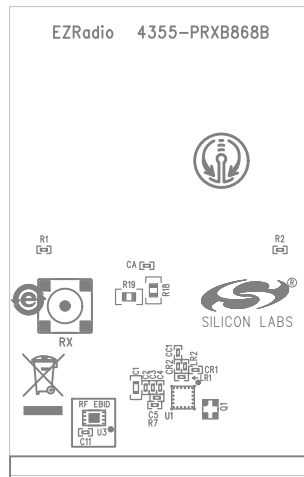 EZRadio 4355-PRXB868B
R1
R2
CA
R19
R18
e
®
SILICON LABS
RX
CC1
CR2
LR2
CR1
LR1
C1
C2
C3
C4
U1
Q1
C5
R7
RF EBID
U3
C11